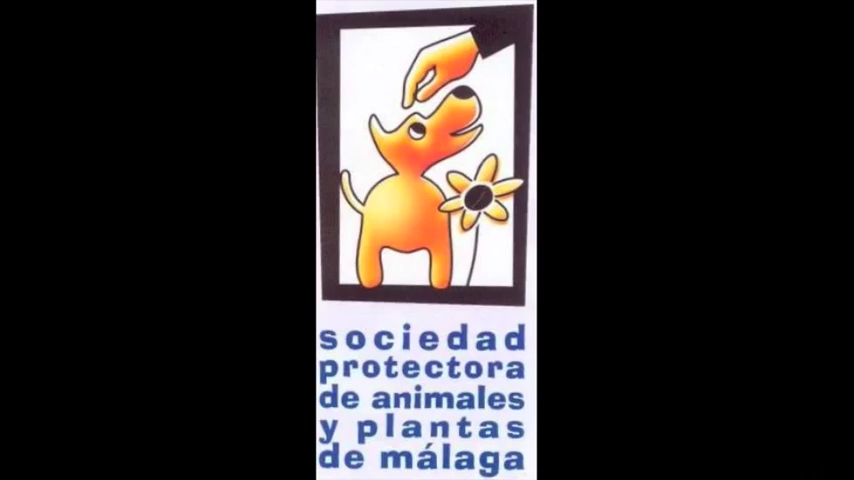 sociedad
protectora
de animales
y plantas
de málaga